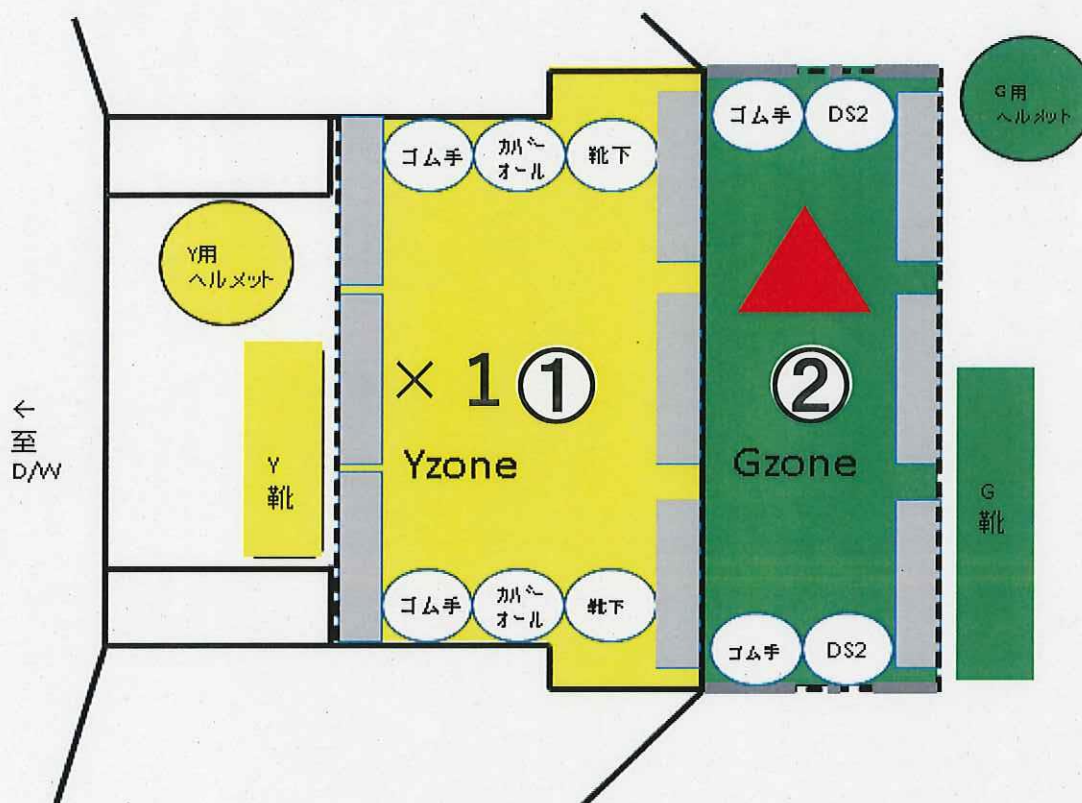 G用
ヘルメット
ゴム手
DS2
ゴム手
カバー
オール
靴下
Y用
ヘルメット
×1①
②
←
至
D/W
Yzone
Gzone
Y
靴
G
靴
ゴム手
カバー
オール
靴下
ゴム手
DS2